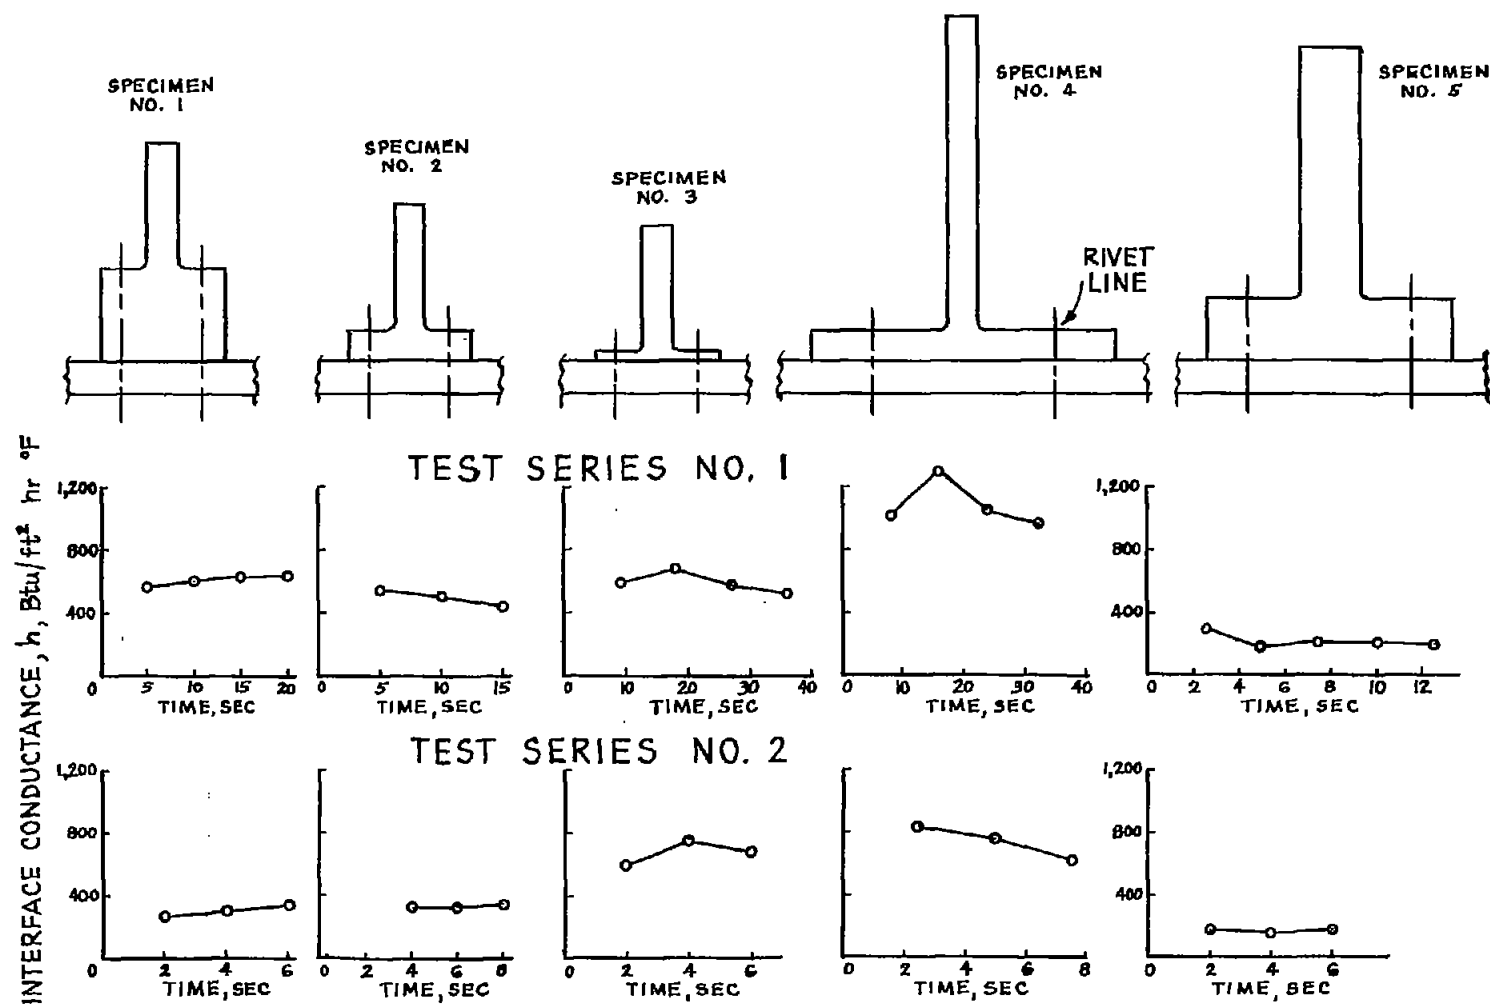 SPECIMEN
NO. 1
SPECIMEN
NO. 2
SPECIMEN
NO. 3
SPECIMEN
NO. 4
SPECIMEN
NO. 5
RIVET
LINE
INTERFACE CONDUCTANCE, h, Btu/ft² hr °F
TEST SERIES NO. 1
1,200
800
400
0 5 10 15 20
TIME, SEC
0 5 10 15
TIME, SEC
0 10 20 30 40
TIME, SEC
0 10 20 30 40
TIME, SEC
1,200
800
400
0 2 4 6 8 10 12
TIME, SEC
TEST SERIES NO. 2
1,200
800
400
0 2 4 6
TIME, SEC
0 2 4 6 8
TIME, SEC
0 2 4 6
TIME, SEC
0 2 4 6 8
TIME, SEC
1,200
800
400
0 2 4 6
TIME, SEC